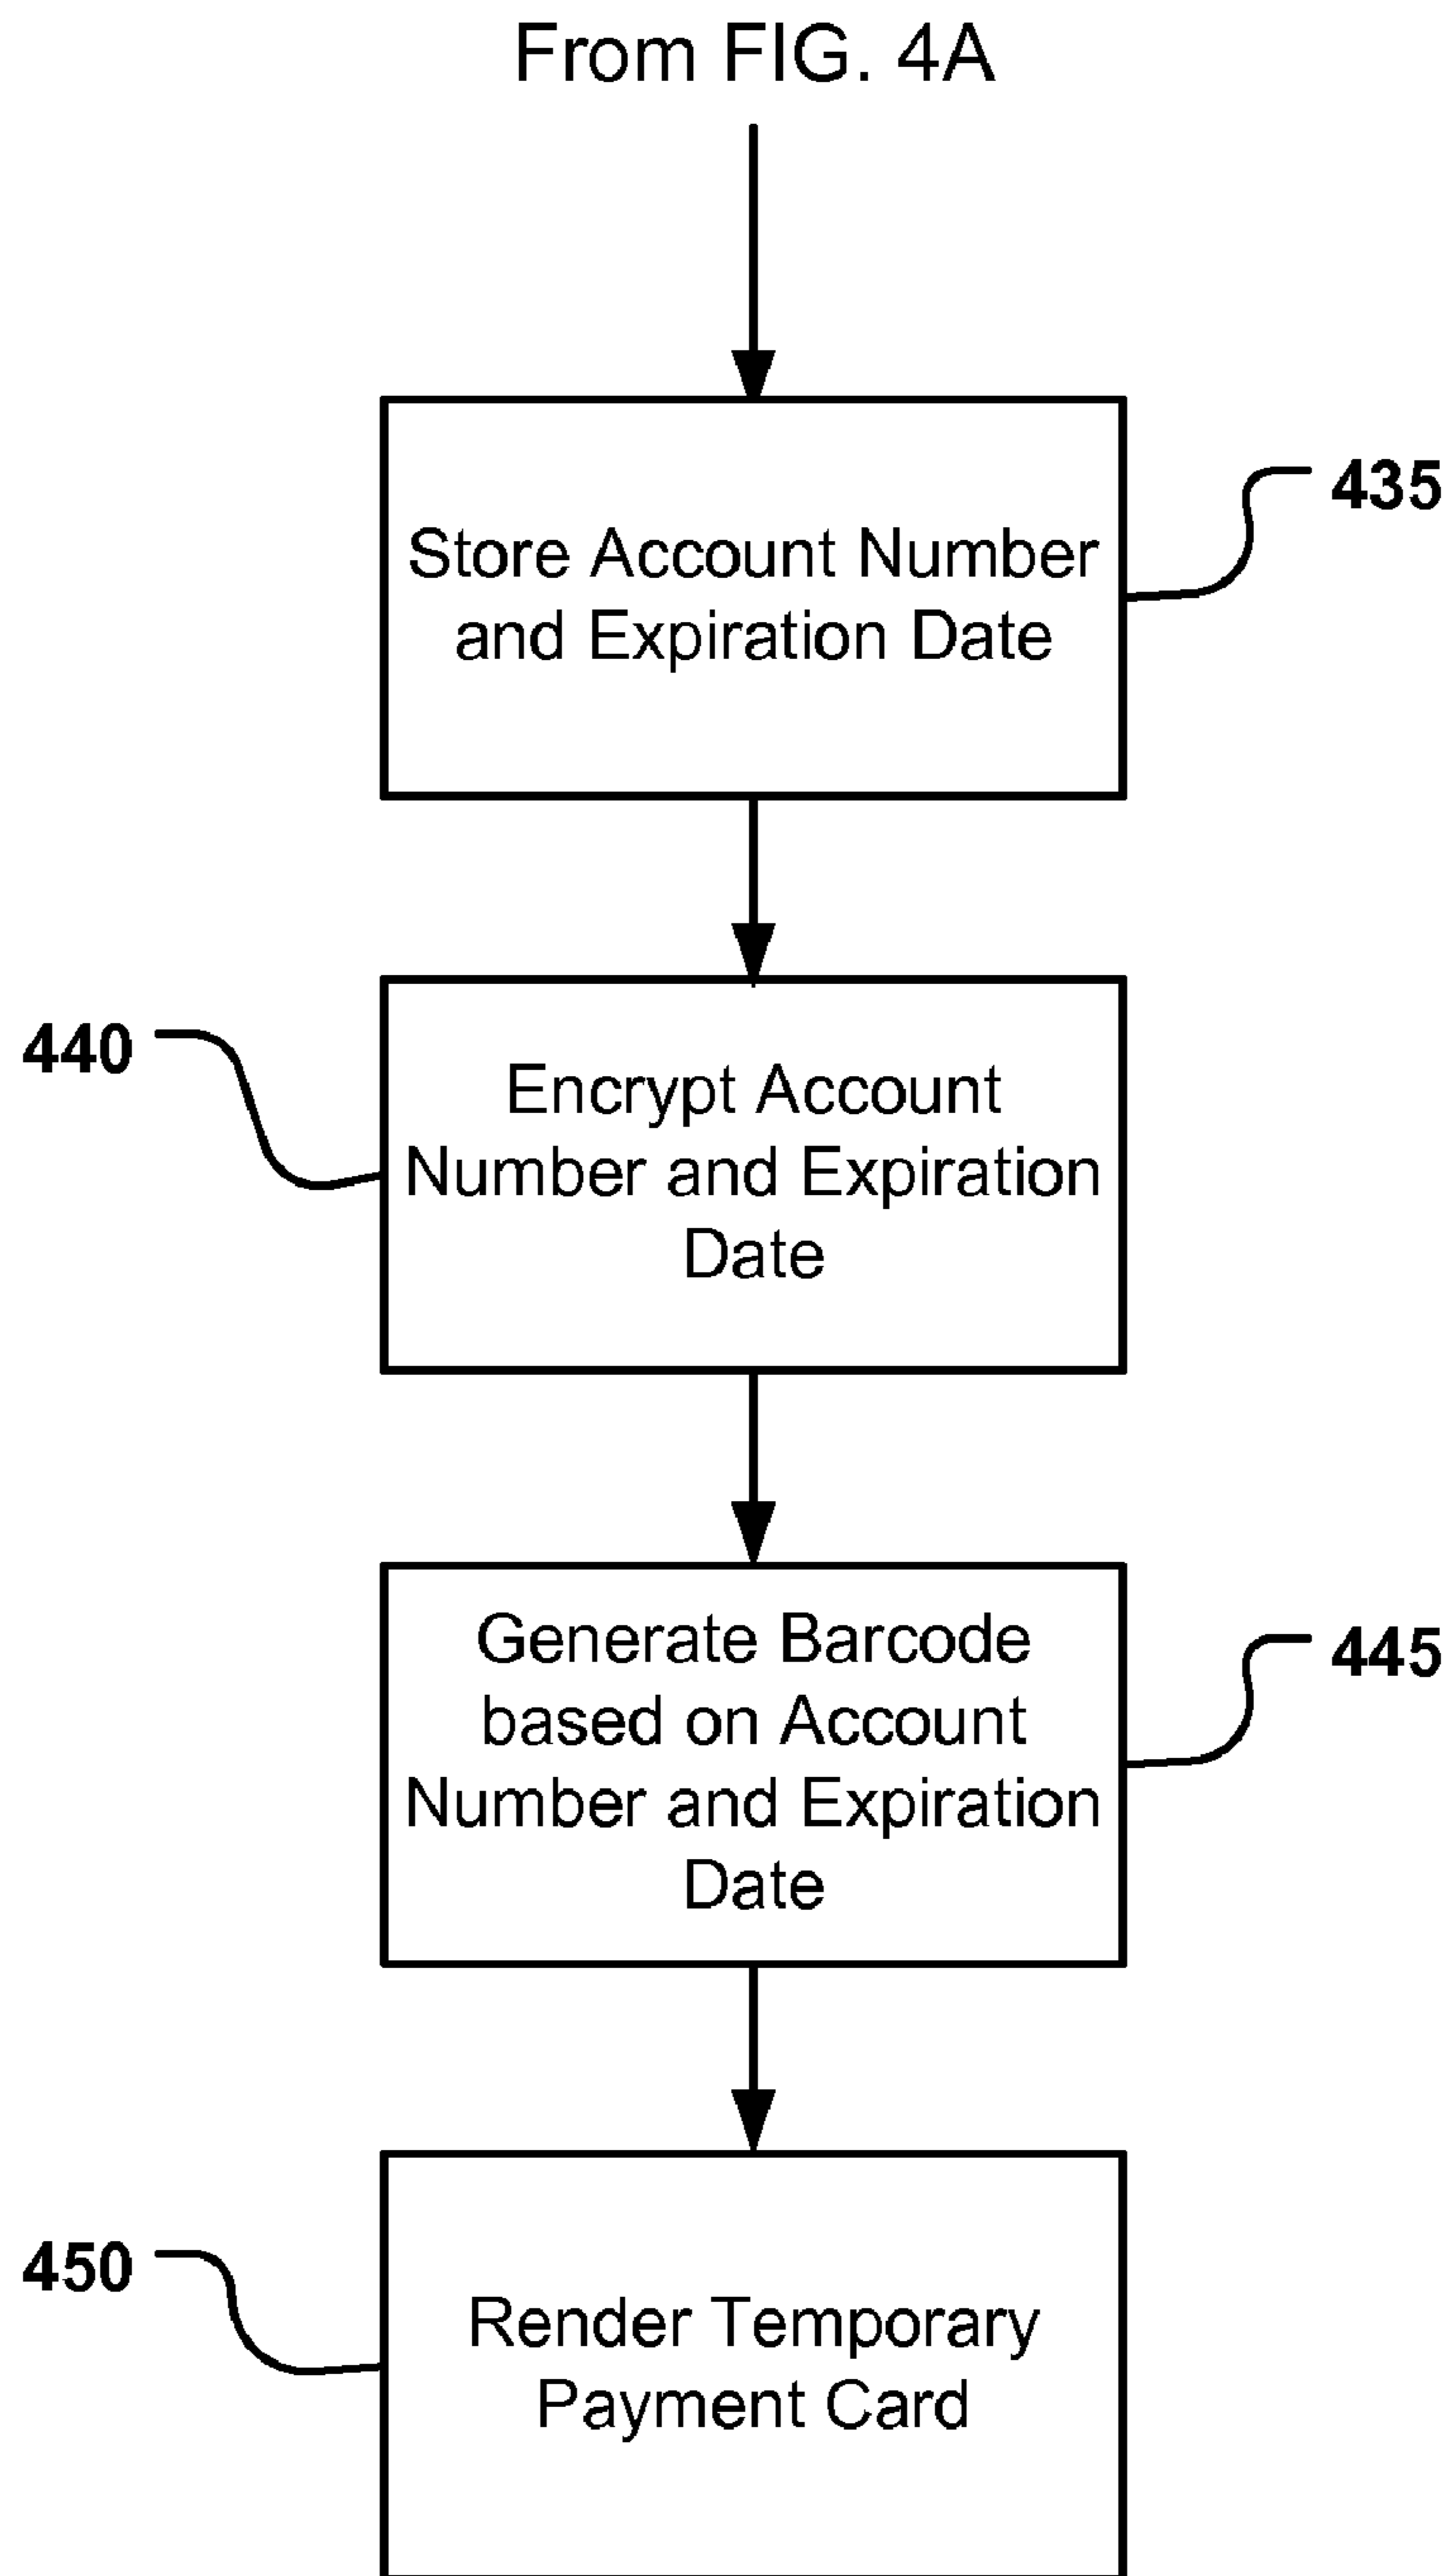 From FIG. 4A
Store Account Number
and Expiration Date
435
440
Encrypt Account
Number and Expiration
Date
Generate Barcode
based on Account
Number and Expiration
Date
445
450
Render Temporary
Payment Card